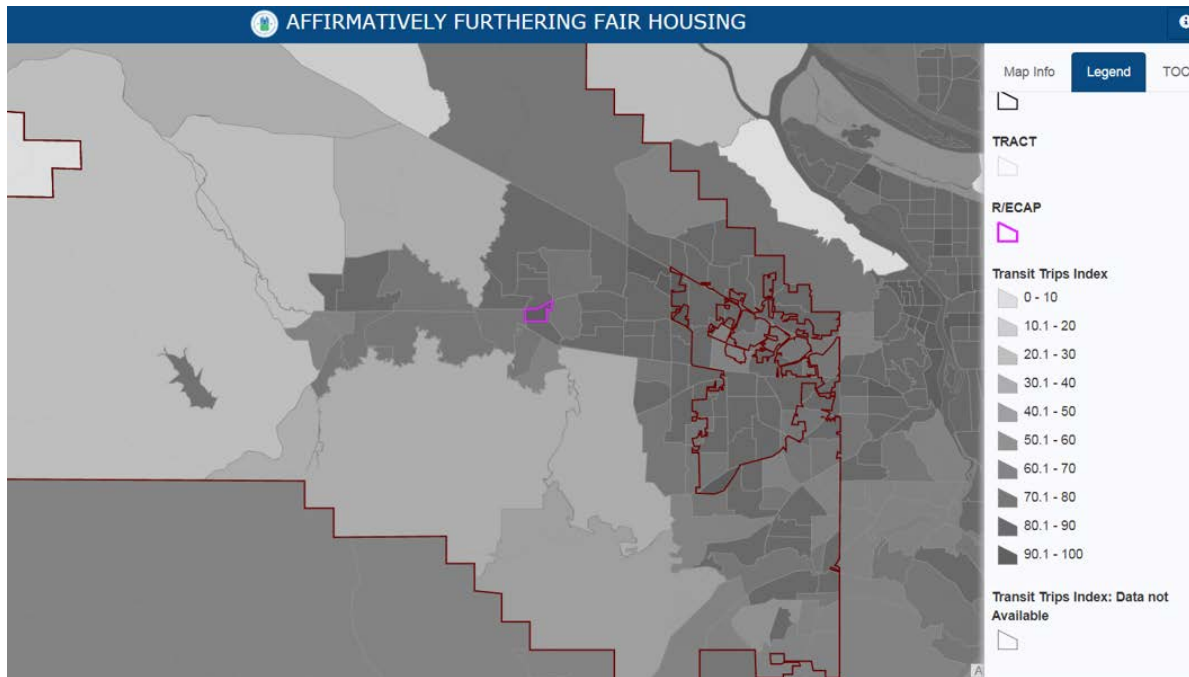 AFFIRMATIVELY FURTHERING FAIR HOUSING
Map Info
Legend
TOC
TRACT
R/ECAP
Transit Trips Index
0 - 10
10.1 - 20
20.1 - 30
30.1 - 40
40.1 - 50
50.1 - 60
60.1 - 70
70.1 - 80
80.1 - 90
90.1 - 100
Transit Trips Index: Data not
Available
A